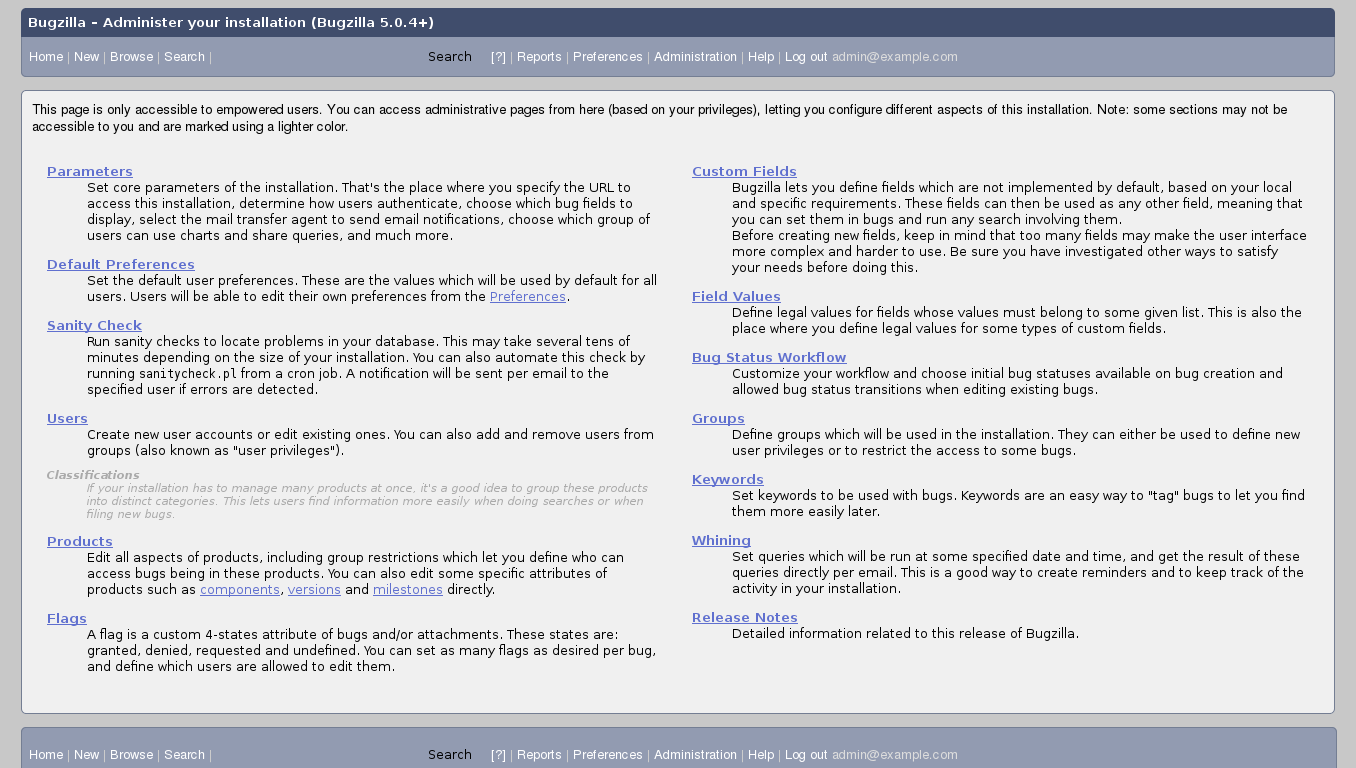 Bugzilla – Administer your installation (Bugzilla 5.0.4+)
Home | New | Browse | Search | Search [?] | Reports | Preferences | Administration | Help | Log out admin@example.com
This page is only accessible to empowered users. You can access administrative pages from here (based on your privileges), letting you configure different aspects of this installation. Note: some sections may not be
accessible to you and are marked using a lighter color.
Parameters
Set core parameters of the installation. That's the place where you specify the URL to
access this installation, determine how users authenticate, choose which bug fields to
display, select the mail transfer agent to send email notifications, choose which group of
users can use charts and share queries, and much more.
Default Preferences
Set the default user preferences. These are the values which will be used by default for all
users. Users will be able to edit their own preferences from the Preferences.
Sanity Check
Run sanity checks to locate problems in your database. This may take several tens of
minutes depending on the size of your installation. You can also automate this check by
running sanitycheck.pl from a cron job. A notification will be sent per email to the
specified user if errors are detected.
Users
Create new user accounts or edit existing ones. You can also add and remove users from
groups (also known as "user privileges").
Classifications
If your installation has to manage many products at once, it's a good idea to group these products
into distinct categories. This lets users find information more easily when doing searches or when
filing new bugs.
Products
Edit all aspects of products, including group restrictions which let you define who can
access bugs being in these products. You can also edit some specific attributes of
products such as components, versions and milestones directly.
Flags
A flag is a custom 4-states attribute of bugs and/or attachments. These states are:
granted, denied, requested and undefined. You can set as many flags as desired per bug,
and define which users are allowed to edit them.
Custom Fields
Bugzilla lets you define fields which are not implemented by default, based on your local
and specific requirements. These fields can then be used as any other field, meaning that
you can set them in bugs and run any search involving them.
Before creating new fields, keep in mind that too many fields may make the user interface
more complex and harder to use. Be sure you have investigated other ways to satisfy
your needs before doing this.
Field Values
Define legal values for fields whose values must belong to some given list. This is also the
place where you define legal values for some types of custom fields.
Bug Status Workflow
Customize your workflow and choose initial bug statuses available on bug creation and
allowed bug status transitions when editing existing bugs.
Groups
Define groups which will be used in the installation. They can either be used to define new
user privileges or to restrict the access to some bugs.
Keywords
Set keywords to be used with bugs. Keywords are an easy way to "tag" bugs to let you find
them more easily later.
Whining
Set queries which will be run at some specified date and time, and get the result of these
queries directly per email. This is a good way to create reminders and to keep track of the
activity in your installation.
Release Notes
Detailed information related to this release of Bugzilla.
Home | New | Browse | Search | Search [?] | Reports | Preferences | Administration | Help | Log out admin@example.com